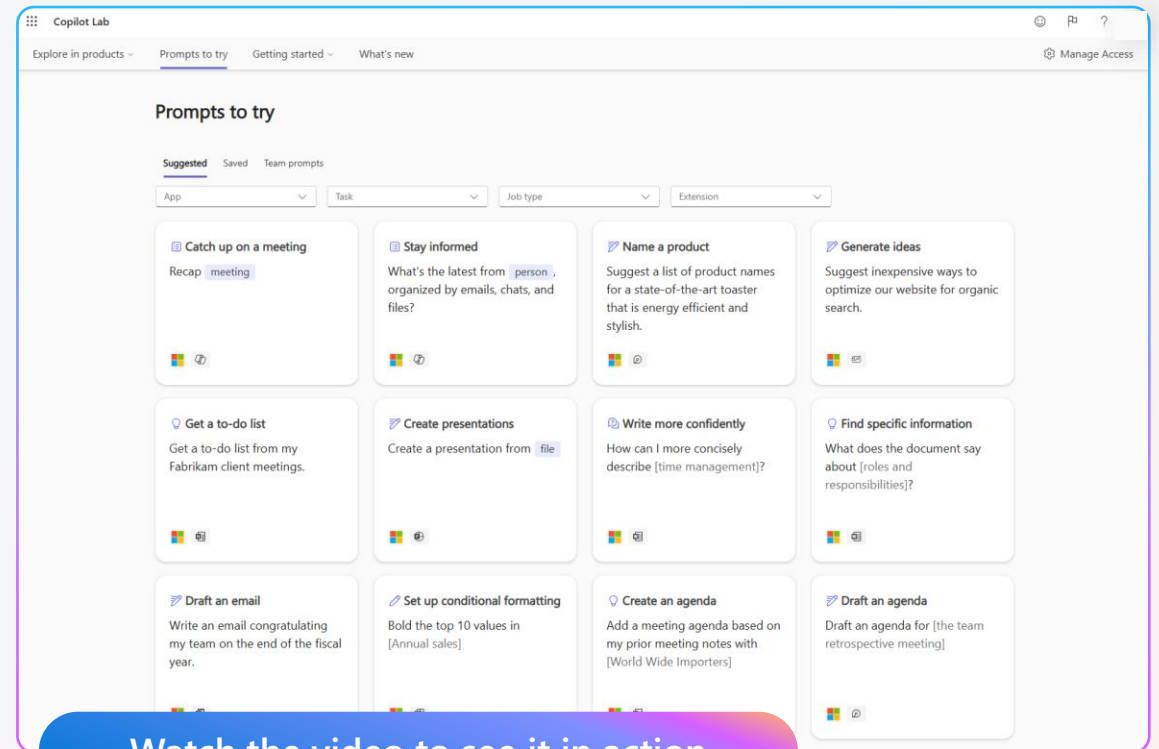 Copilot Lab
?
Explore in products
Prompts to try
Getting started
What's new
Manage Access
Prompts to try
Suggested
Saved
Team prompts
App
Task
Job type
Extension
Catch up on a meeting
Recap meeting
Stay informed
What's the latest from person ,
organized by emails, chats, and
files?
Name a product
Suggest a list of product names
for a state-of-the-art toaster
that is energy efficient and
stylish.
Generate ideas
Suggest inexpensive ways to
optimize our website for organic
search.
Get a to-do list
Get a to-do list from my
Fabrikam client meetings.
Create presentations
Create a presentation from file
Write more confidently
How can I more concisely
describe [time management]?
Find specific information
What does the document say
about [roles and
responsibilities]?
Draft an email
Write an email congratulating
my team on the end of the fiscal
year.
Set up conditional formatting
Bold the top 10 values in
[Annual sales]
Create an agenda
Add a meeting agenda based on
my prior meeting notes with
[World Wide Importers]
Draft an agenda
Draft an agenda for [the team
retrospective meeting]
Watch the video to see it in action